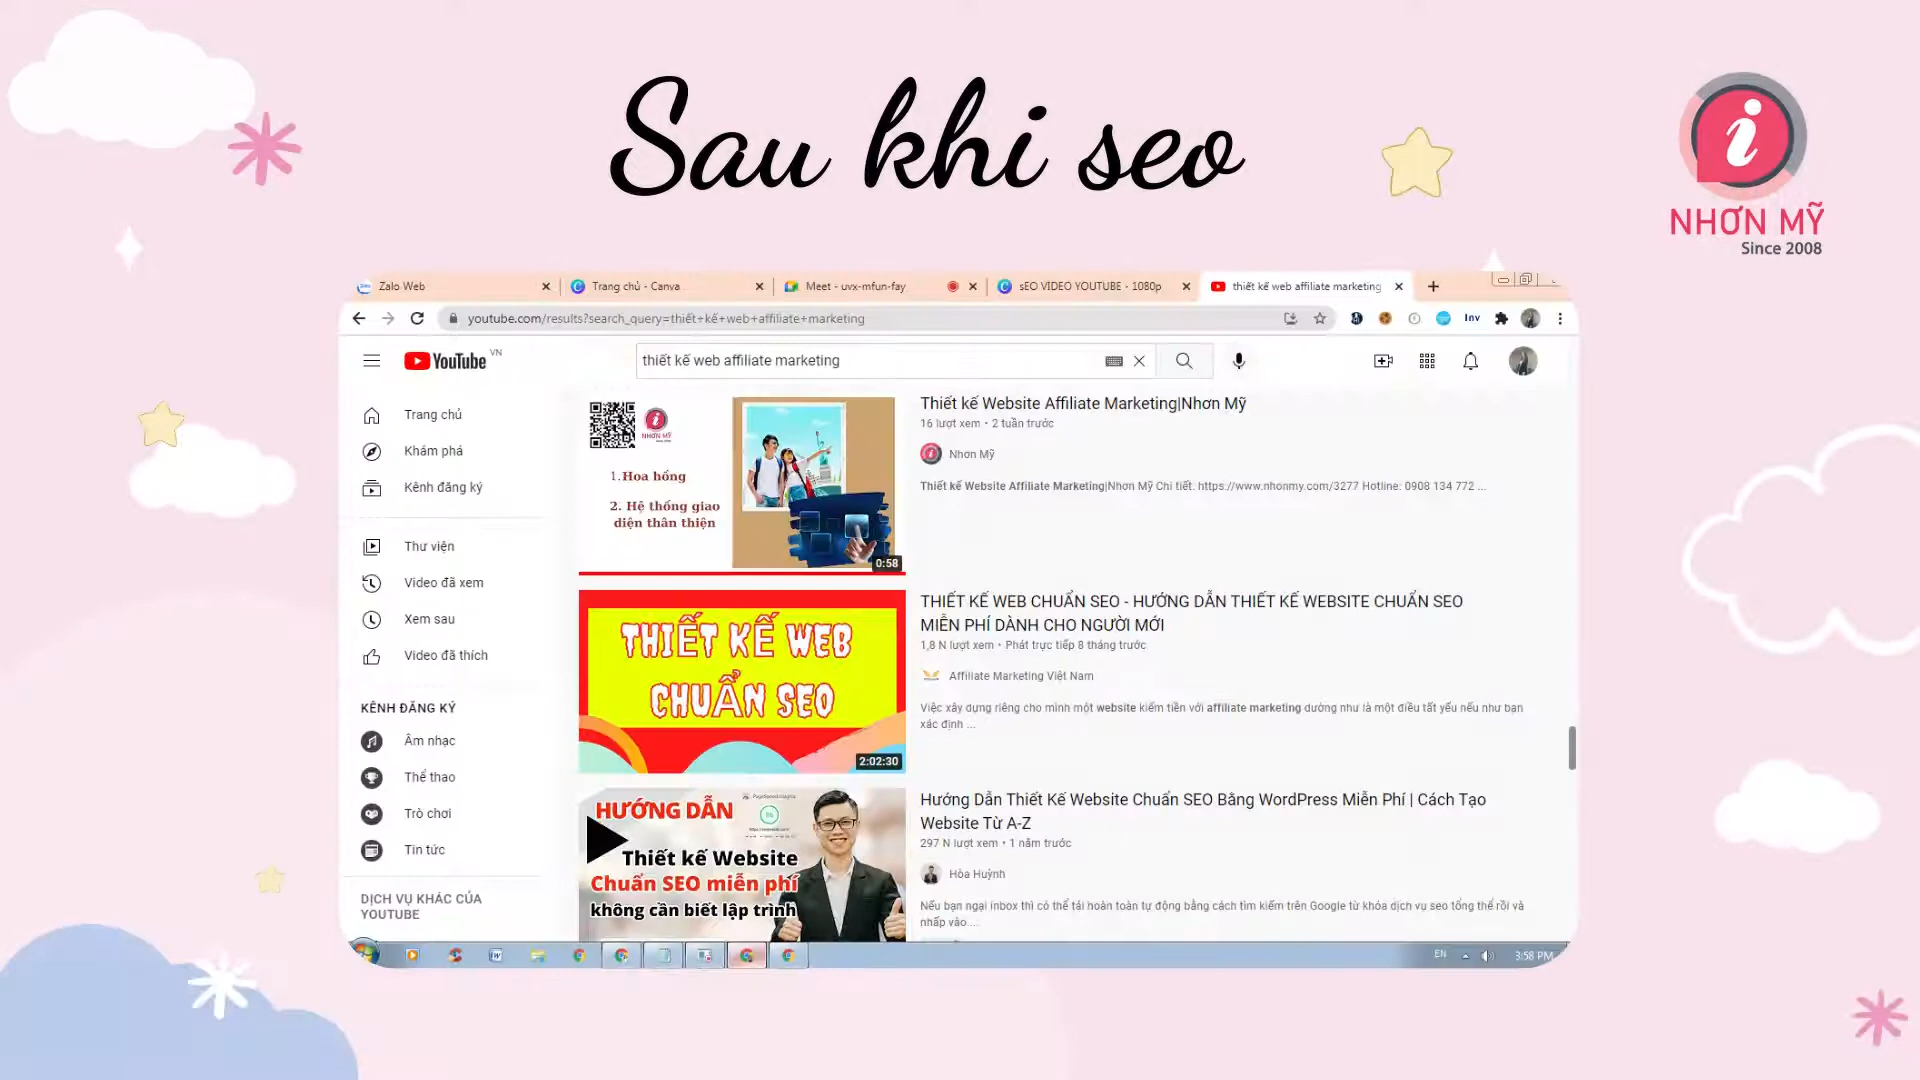 Sau khi seo
NHƠN MỸ
Since 2008
Zalo Web
Trang chủ - Canva
Meet - uvx-mfun-fay
sEO VIDEO YOUTUBE - 1080p
thiết kế web affiliate marketing
youtube.com/results?search_query=thiết+kế+web+affiliate+marketing
Inv
YouTube VN
thiết kế web affiliate marketing
Trang chủ
Khám phá
Kênh đăng ký
Thư viện
Video đã xem
Xem sau
Video đã thích
KÊNH ĐĂNG KÝ
Âm nhạc
Thể thao
Trò chơi
Tin tức
DỊCH VỤ KHÁC CỦA
YOUTUBE
NHƠN MỸ
1.Hoa hồng
2. Hệ thống giao
diện thân thiện
0:58
Thiết kế Website Affiliate Marketing|Nhơn Mỹ
16 lượt xem • 2 tuần trước
Nhơn Mỹ
Thiết kế Website Affiliate Marketing|Nhơn Mỹ Chi tiết: https://www.nhonmy.com/3277 Hotline: 0908 134 772 ...
THIẾT KẾ WEB
CHUẨN SEO
2:02:30
THIẾT KẾ WEB CHUẨN SEO - HƯỚNG DẪN THIẾT KẾ WEBSITE CHUẨN SEO
MIỄN PHÍ DÀNH CHO NGƯỜI MỚI
1,8 N lượt xem • Phát trực tiếp 8 tháng trước
Affiliate Marketing Việt Nam
Việc xây dựng riêng cho mình một website kiếm tiền với affiliate marketing dường như là một điều tất yếu nếu như bạn
xác định ...
HƯỚNG DẪN
Thiết kế Website
Chuẩn SEO miễn phí
không cần biết lập trình
Hướng Dẫn Thiết Kế Website Chuẩn SEO Bằng WordPress Miễn Phí | Cách Tạo
Website Từ A-Z
297 N lượt xem • 1 năm trước
Hòa Huỳnh
Nếu bạn ngại inbox thì có thể tải hoàn toàn tự động bằng cách tìm kiếm trên Google từ khóa dịch vụ seo tổng thể rồi và
nhấp vào ...
EN
3:58 PM